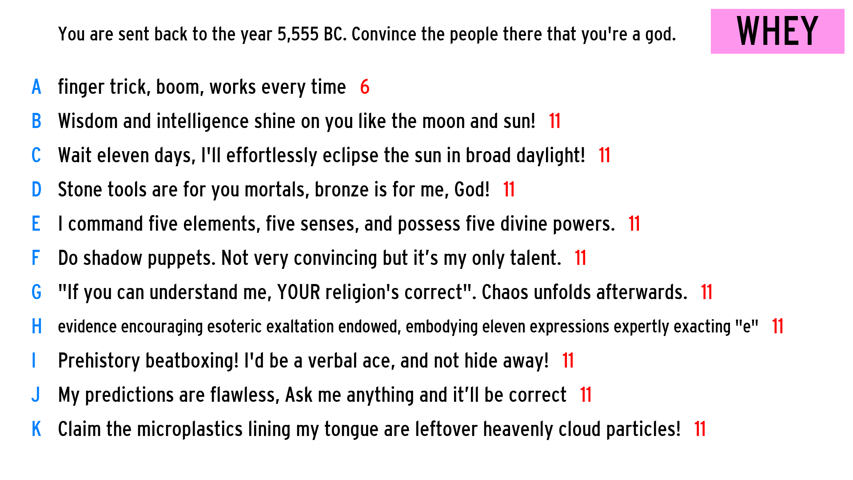 You are sent back to the year 5,555 BC. Convince the people there that you're a god.
WHEY
A finger trick, boom, works every time 6
B Wisdom and intelligence shine on you like the moon and sun! 11
C Wait eleven days, I'll effortlessly eclipse the sun in broad daylight! 11
D Stone tools are for you mortals, bronze is for me, God! 11
E I command five elements, five senses, and possess five divine powers. 11
F Do shadow puppets. Not very convincing but it’s my only talent. 11
G "If you can understand me, YOUR religion's correct". Chaos unfolds afterwards. 11
H evidence encouraging esoteric exaltation endowed, embodying eleven expressions expertly exacting "e" 11
I Prehistory beatboxing! I'd be a verbal ace, and not hide away! 11
J My predictions are flawless, Ask me anything and it’ll be correct 11
K Claim the microplastics lining my tongue are leftover heavenly cloud particles! 11